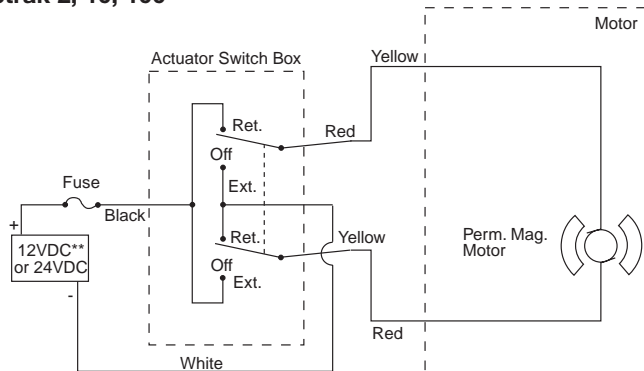 Motor
Actuator Switch Box
Yellow
Ret.
Red
Off
Fuse
Ext.
Black
+
12VDC**
or 24VDC
Ret.
Yellow
Perm. Mag.
Motor
Off
Ext.
-
Red
White